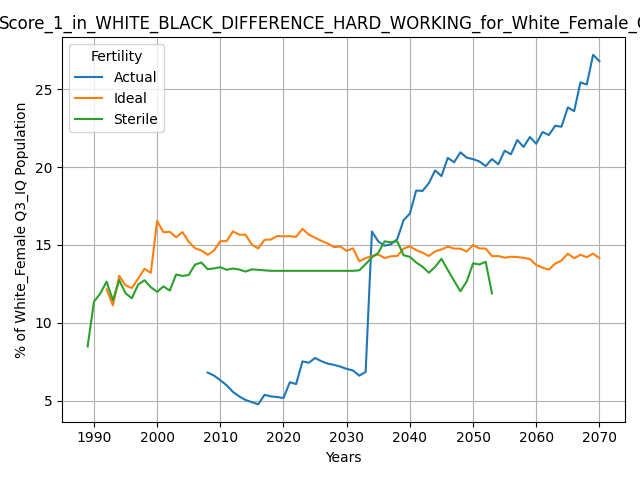 Score_1_in_WHITE_BLACK_DIFFERENCE_HARD_WORKING_for_White_Female_
Fertility
Actual
Ideal
Sterile
% of White_Female Q3_IQ Population
25
20
15
10
5
1990 2000 2010 2020 2030 2040 2050 2060 2070
Years